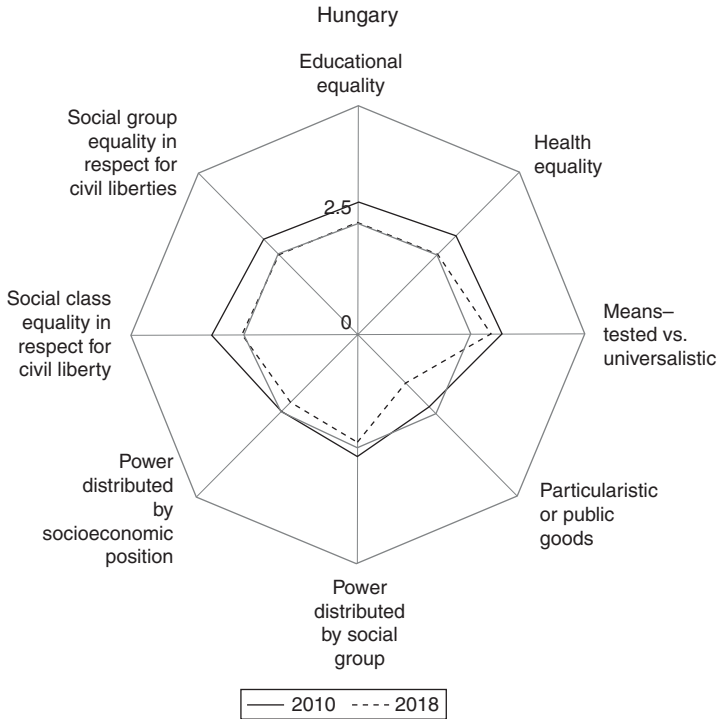 Hungary
Educational
equality
Health
equality
Means–
tested vs.
universalistic
Particularistic
or public
goods
Power
distributed
by social
group
Power
distributed
by
socioeconomic
position
Social class
equality in
respect for
civil liberty
Social group
equality in
respect for
civil liberties
2.5
0
2010 2018